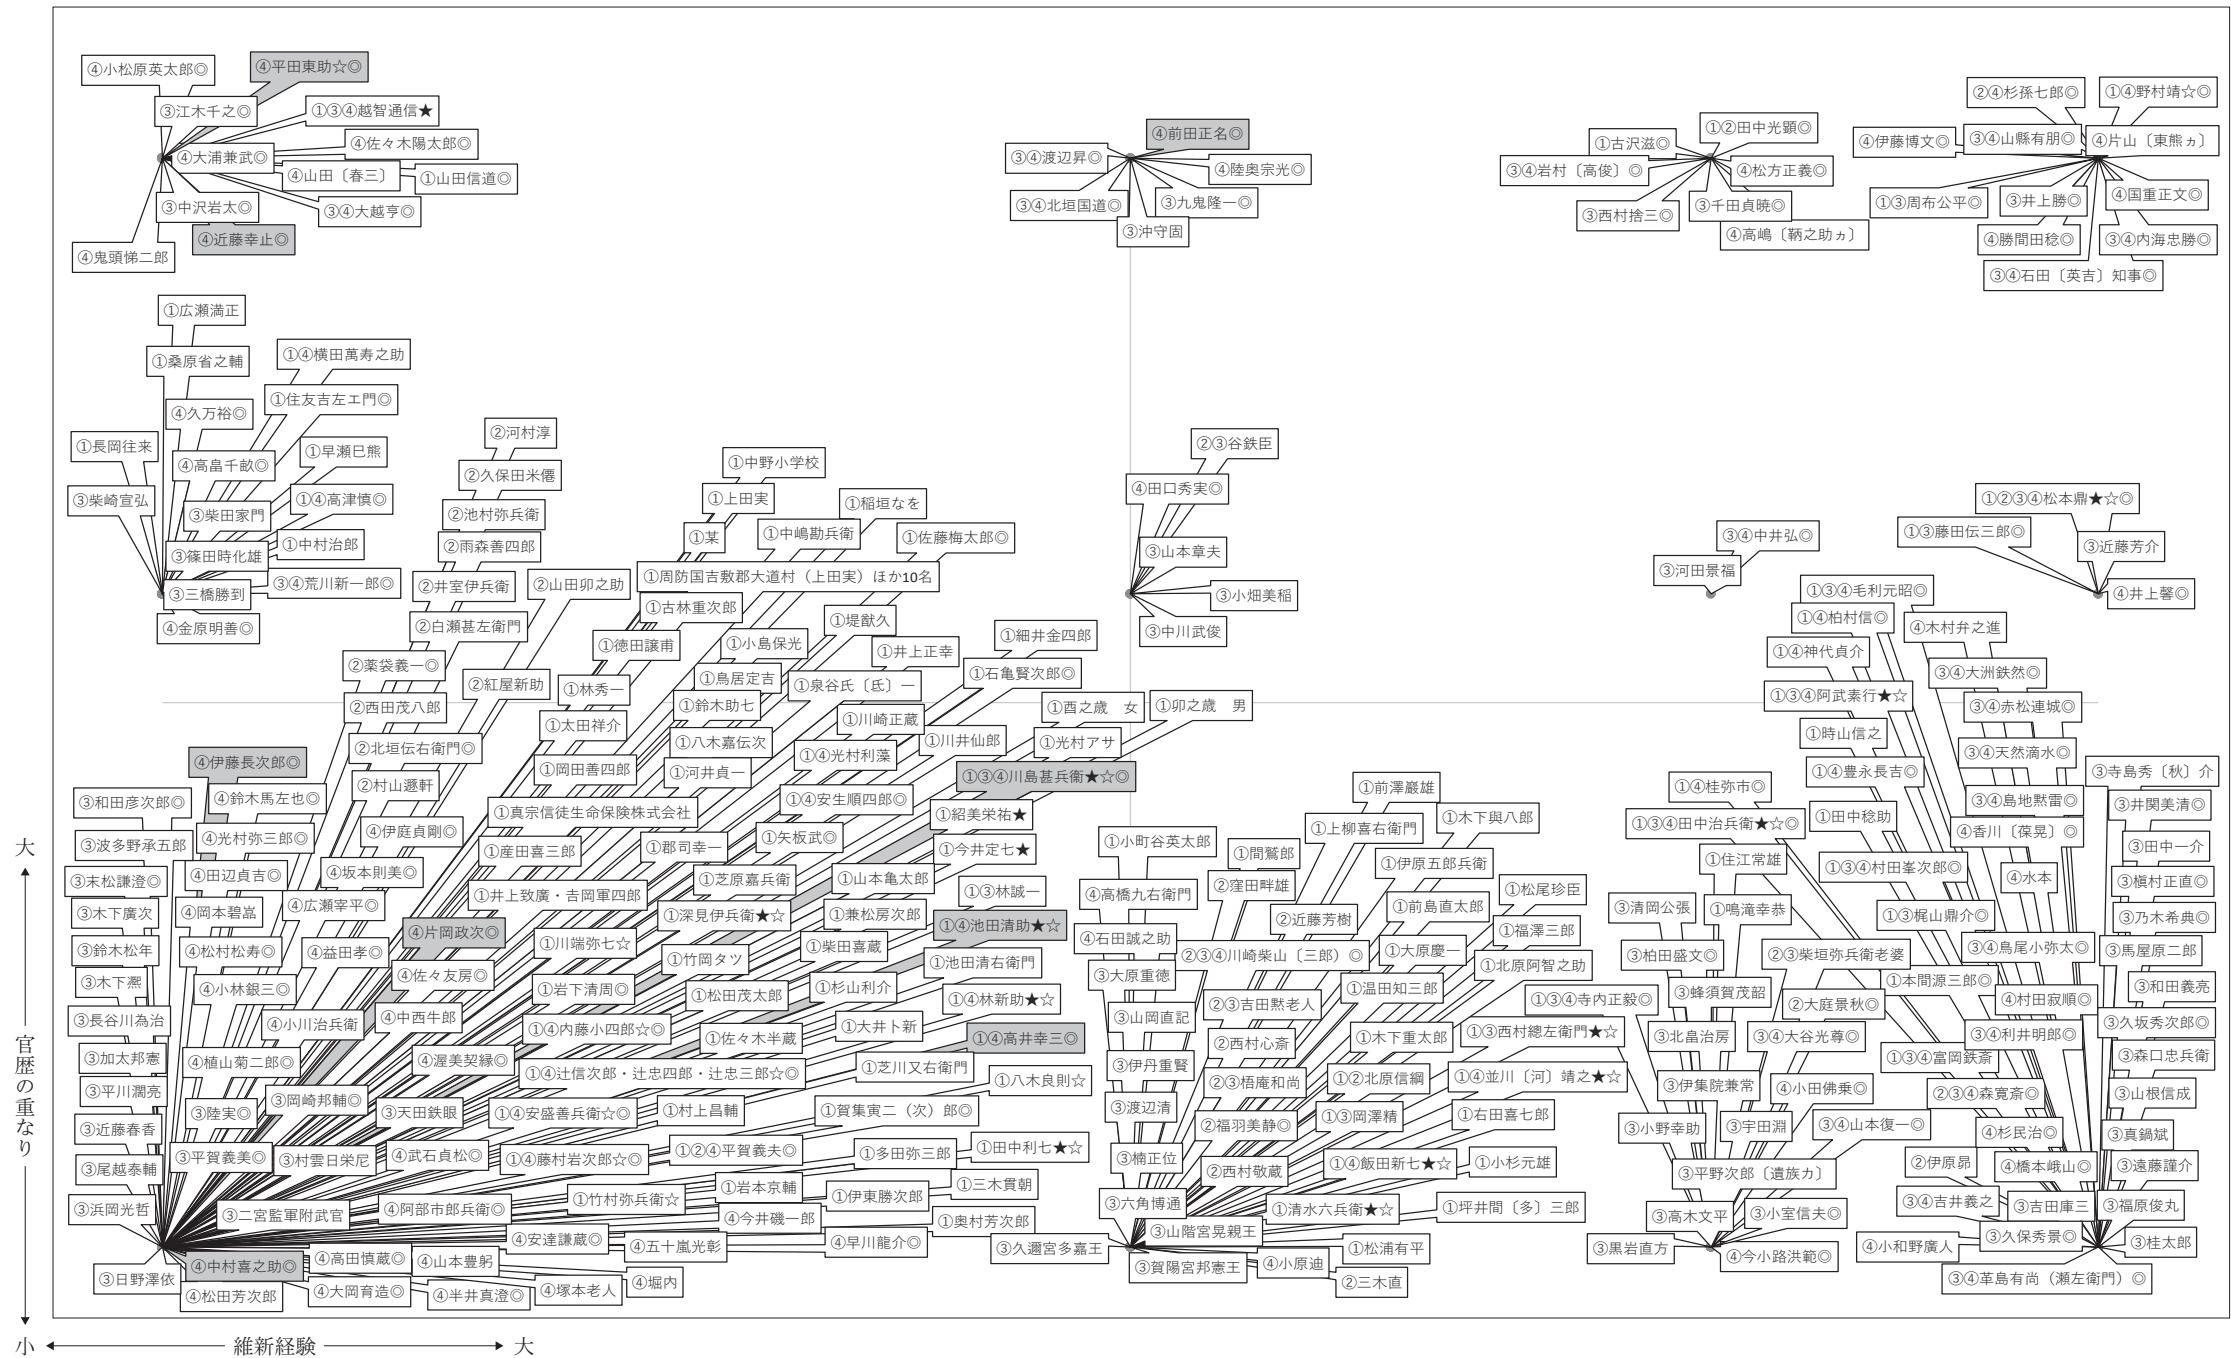 ④小松原英太郎◎
④平田東助☆◎
③江木千之◎
①③④越智通信★
④佐々木陽太郎◎
④大浦兼武◎
④山田〔春三〕
①山田信道◎
③中沢岩太◎
③④大越亨◎
④近藤幸止◎
④鬼頭悌二郎
③④渡辺昇◎
④前田正名◎
④陸奥宗光◎
③④北垣国道◎
③九鬼隆一◎
③沖守固
①古沢滋◎
①②田中光顕◎
③④岩村〔高俊〕◎
④松方正義◎
③西村捨三◎
③千田貞暁◎
④高嶋〔鞆之助ヵ〕
②④杉孫七郎◎
①④野村靖☆◎
④伊藤博文◎
③④山縣有朋◎
④片山〔東熊ヵ〕
①③周布公平◎
③井上勝◎
④国重正文◎
④勝間田稔◎
③④内海忠勝◎
③④石田〔英吉〕知事◎
①広瀬満正
①桑原省之輔
①④横田萬寿之助
④久万裕◎
①住友吉左エ門◎
①長岡往来
④高畠千畝◎
①早瀬巳熊
③柴崎宣弘
③柴田家門
①④高津慎◎
③篠田時化雄
①中村治郎
③三橋勝到
③④荒川新一郎◎
④金原明善◎
②河村淳
②久保田米僊
②池村弥兵衛
②雨森善四郎
②井室伊兵衛
②山田卯之助
②白瀬甚左衛門
②薬袋義一◎
②紅屋新助
②西田茂八郎
②北垣伝右衛門◎
②村山遯軒
①中野小学校
①上田実
①稲垣なを
①某
①中嶋勘兵衛
①佐藤梅太郎◎
①周防国吉敷郡大道村（上田実）ほか10名
①古林重次郎
①堤猷久
①徳田譲甫
①小島保光
①井上正幸
①細井金四郎
①林秀一
①鳥居定吉
①泉谷氏〔氐〕一
①石亀賢次郎◎
①太田祥介
①鈴木助七
①川崎正蔵
①酉之歳　女
①卯之歳　男
①八木嘉伝次
①④光村利藻
①川井仙郎
①光村アサ
①岡田善四郎
①河井貞一
①③④川島甚兵衛★☆◎
①真宗信徒生命保険株式会社
①④安生順四郎◎
①紹美栄祐★
①矢板武◎
①今井定七★
①産田喜三郎
①郡司幸一
①芝原嘉兵衛
①山本亀太郎
①③林誠一
①井上致廣・吉岡軍四郎
①深見伊兵衛★☆
①兼松房次郎
①④池田清助★☆
①川端弥七☆
①竹岡タツ
①柴田喜蔵
①池田清右衛門
①岩下清周◎
①松田茂太郎
①杉山利介
①④林新助★☆
①④内藤小四郎☆◎
①佐々木半蔵
①大井卜新
①④高井幸三◎
①④辻信次郎・辻忠四郎・辻忠三郎☆◎
①芝川又右衛門
①八木良則☆
①④安盛善兵衛☆◎
①村上昌輔
①賀集寅二（次）郎◎
①④藤村岩次郎☆◎
①②④平賀義夫◎
①多田弥三郎
①田中利七★☆
①竹村弥兵衛☆
①岩本京輔
①伊東勝次郎
①三木貫朝
④今井磯一郎
①奥村芳次郎
④早川龍介◎
④伊藤長次郎◎
③和田彦次郎◎
④鈴木馬左也◎
③波多野承五郎
④光村弥三郎◎
④伊庭貞剛◎
③末松謙澄◎
④田辺貞吉◎
④坂本則美◎
③木下廣次
④岡本碧嵓
④広瀬宰平◎
④片岡政次◎
③鈴木松年
④松村松寿◎
④益田孝◎
③木下凞
④小林銀三◎
④佐々友房◎
③長谷川為治
④小川治兵衛
④中西牛郎
③加太邦憲
④植山菊二郎◎
④渥美契縁◎
③平川潤亮
③陸実◎
③岡崎邦輔◎
③天田鉄眼
③近藤春香
③平賀義美◎
③村雲日栄尼
④武石貞松◎
③尾越泰輔
③浜岡光哲
③二宮監軍附武官
④阿部市郎兵衛◎
④安達謙蔵◎
④五十嵐光彰
③日野澤依
④中村喜之助◎
④高田慎蔵◎
④山本豊躬
④松田芳次郎
④大岡育造◎
④半井真澄◎
④塚本老人
④堀内
②③谷鉄臣
④田口秀実◎
③山本章夫
③小畑美稲
③中川武俊
①前澤巖雄
①小町谷英太郎
①上柳喜右衛門
①木下與八郎
①間鷲郎
④高橋九右衛門
②窪田畔雄
①伊原五郎兵衛
①松尾珍臣
②近藤芳樹
①前島直太郎
④石田誠之助
①福澤三郎
②③④川崎柴山〔三郎〕◎
①大原慶一
①北原阿智之助
③大原重徳
①温田知三郎
②③吉田黙老人
③山岡直記
②西村心斎
①木下重太郎
①③西村總左衛門★☆
①③④寺内正毅◎
③伊丹重賢
②③梧庵和尚
①②北原信綱
①④並川〔河〕靖之★☆
③渡辺清
②福羽美静◎
①③岡澤精
①右田喜七郎
③楠正位
②西村敬蔵
①④飯田新七★☆
①小杉元雄
③六角博通
①清水六兵衛★☆
①坪井間〔多〕三郎
③山階宮晃親王
③久邇宮多嘉王
①松浦有平
③賀陽宮邦憲王
④小原迪
②三木直
③④中井弘◎
③河田景福
①②③④松本鼎★☆◎
①③藤田伝三郎◎
③近藤芳介
④井上馨◎
①③④毛利元昭◎
①④柏村信◎
④木村弁之進
①④神代貞介
③④大洲鉄然◎
①③④阿武素行★☆
③④赤松連城◎
①時山信之
③④天然滴水◎
①④豊永長吉◎
①④桂弥市◎
③④島地黙雷◎
③寺島秀〔秋〕介
③井関美清◎
①③④田中治兵衛★☆◎
①田中稔助
④香川〔葆晃〕◎
③田中一介
①住江常雄
①③④村田峯次郎◎
④水本
③槇村正直◎
③清岡公張
①鳴滝幸恭
①③梶山鼎介◎
③乃木希典◎
③柏田盛文◎
②③柴垣弥兵衛老婆
③④鳥尾小弥太◎
③馬屋原二郎
③蜂須賀茂韶
①本間源三郎◎
③和田義亮
②大庭景秋◎
④村田寂順◎
③北畠治房
③④大谷光尊◎
③④利井明郎◎
③久坂秀次郎◎
①③④富岡鉄斎
③森口忠兵衛
③伊集院兼常
④小田佛乗◎
②③④森寛斎◎
③山根信成
③小野幸助
③宇田淵
③④山本復一◎
④杉民治◎
③真鍋斌
③平野次郎〔遺族カ〕
②伊原昴
④橋本峨山◎
③遠藤謹介
③高木文平
③小室信夫◎
③④吉井義之
③吉田庫三
③福原俊丸
③黒岩直方
④今小路洪範◎
④小和野廣人
③久保秀景◎
③桂太郎
③④革島有尚（瀬左衛門）◎
大
官歴の重なり
小
維新経験
大
①河井貞一